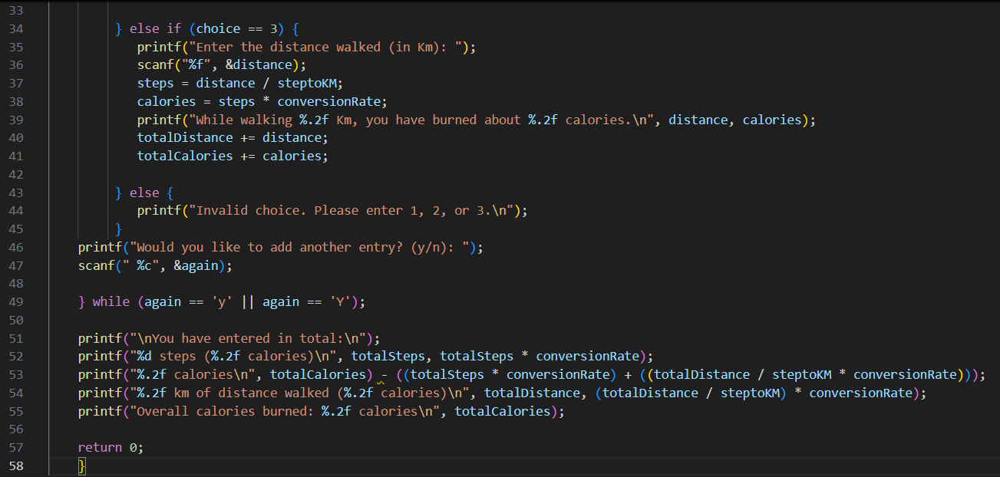 33
34 } else if (choice == 3) {
35 printf("Enter the distance walked (in Km): ");
36 scanf("%f", &distance);
37 steps = distance / steptoKM;
38 calories = steps * conversionRate;
39 printf("While walking %.2f Km, you have burned about %.2f calories.\n", distance, calories);
40 totalDistance += distance;
41 totalCalories += calories;
42
43 } else {
44 printf("Invalid choice. Please enter 1, 2, or 3.\n");
45 }
46 printf("Would you like to add another entry? (y/n): ");
47 scanf(" %c", &again);
48
49 } while (again == 'y' || again == 'Y');
50
51 printf("\nYou have entered in total:\n");
52 printf("%d steps (%.2f calories)\n", totalSteps, totalSteps * conversionRate);
53 printf("%.2f calories\n", totalCalories) - ((totalSteps * conversionRate) + ((totalDistance / steptoKM * conversionRate)));
54 printf("%.2f km of distance walked (%.2f calories)\n", totalDistance, (totalDistance / steptoKM) * conversionRate);
55 printf("Overall calories burned: %.2f calories\n", totalCalories);
56
57 return 0;
58 }